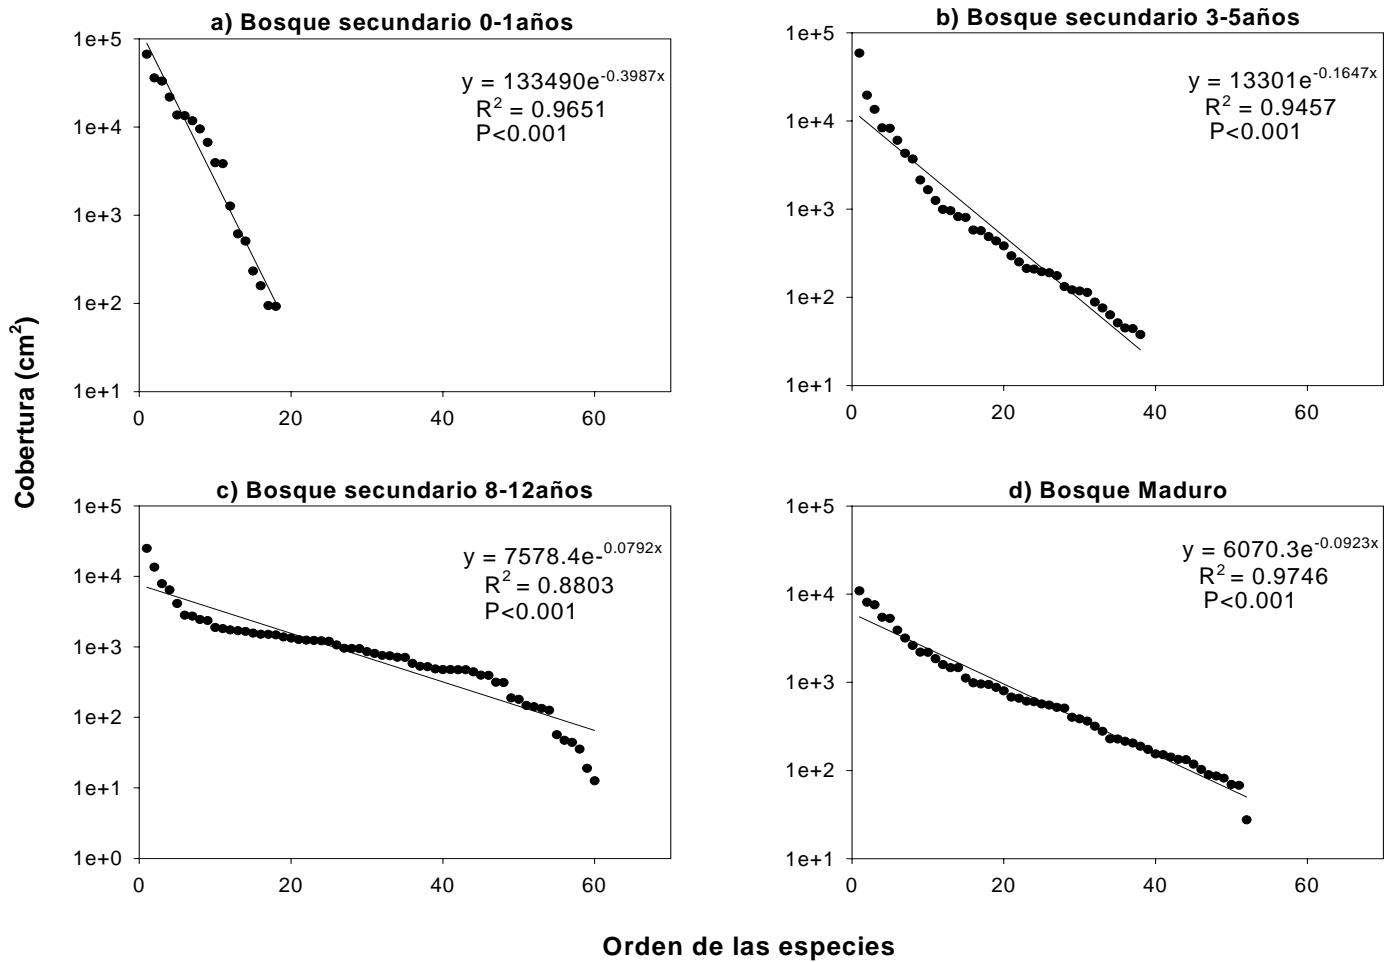 a) Bosque secundario 0-1años
1e+5
1e+4
1e+3
1e+2
1e+1
0
20
40
60
y = 133490e^-0.3987x
R² = 0.9651
P<0.001
b) Bosque secundario 3-5años
1e+5
1e+4
1e+3
1e+2
1e+1
0
20
40
60
y = 13301e^-0.1647x
R² = 0.9457
P<0.001
Cobertura (cm²)
c) Bosque secundario 8-12años
1e+5
1e+4
1e+3
1e+2
1e+1
1e+0
0
20
40
60
y = 7578.4e-^0.0792x
R² = 0.8803
P<0.001
d) Bosque Maduro
1e+5
1e+4
1e+3
1e+2
1e+1
0
20
40
60
y = 6070.3e^-0.0923x
R² = 0.9746
P<0.001
Orden de las especies